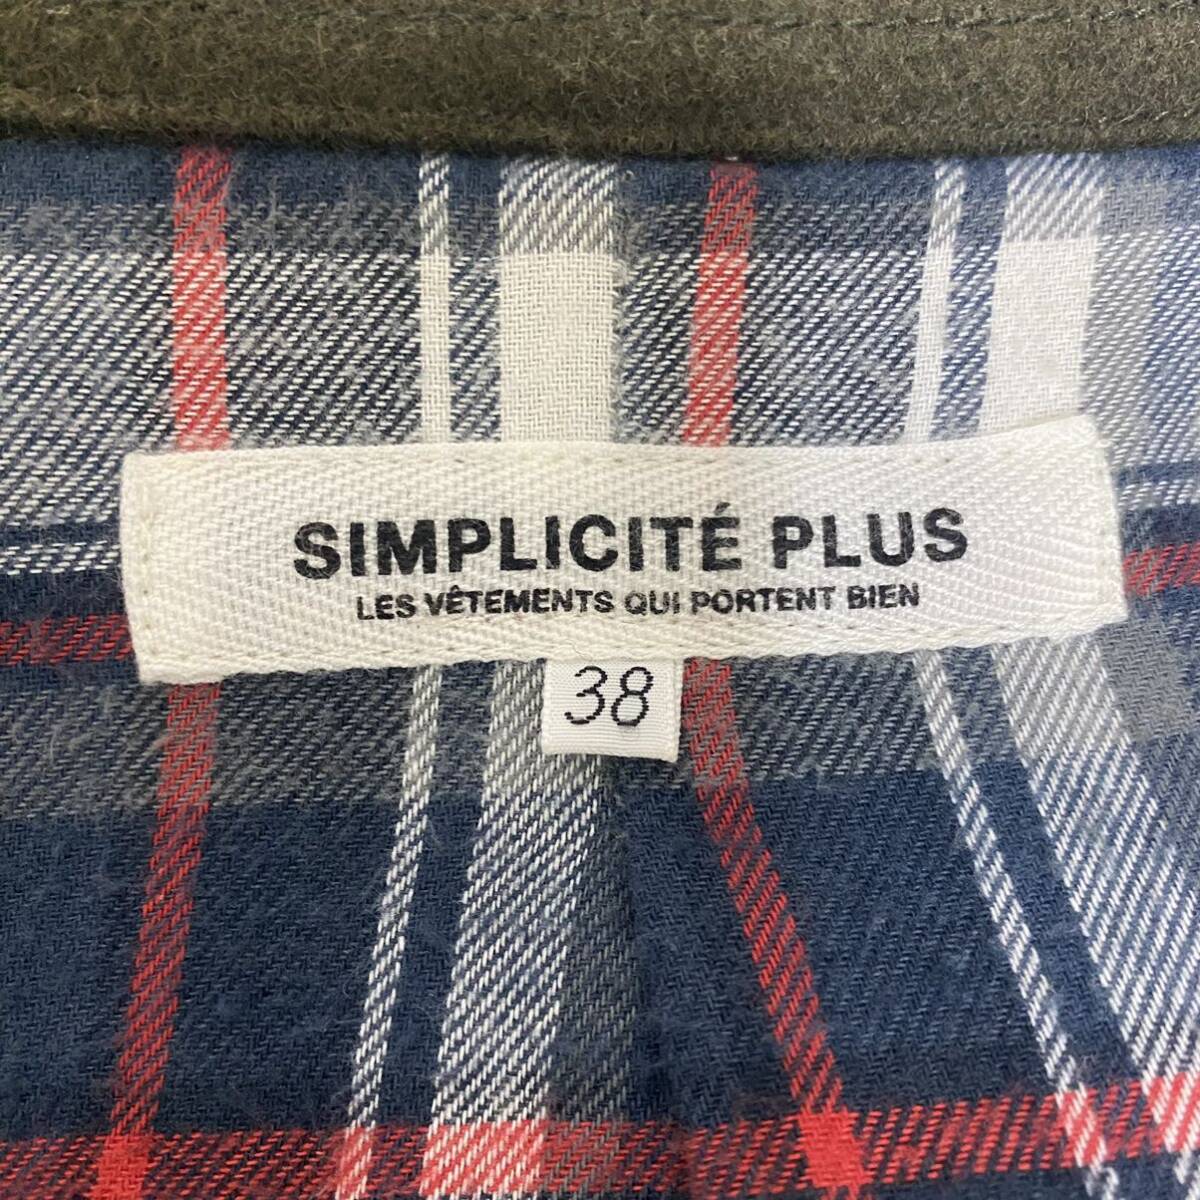 SIMPLICITÉ PLUS
LES VÊTEMENTS QUI PORTENT BIEN
38